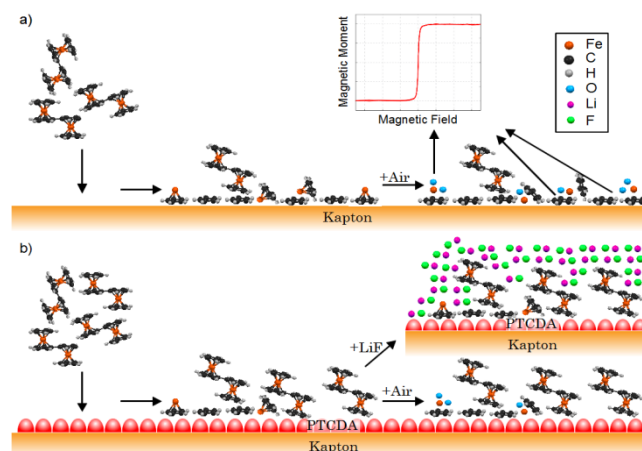 a)
Magnetic Moment
Magnetic Field
Fe
C
H
O
Li
F
+Air
Kapton
b)
+LiF
PTCDA
Kapton
+Air
PTCDA
Kapton